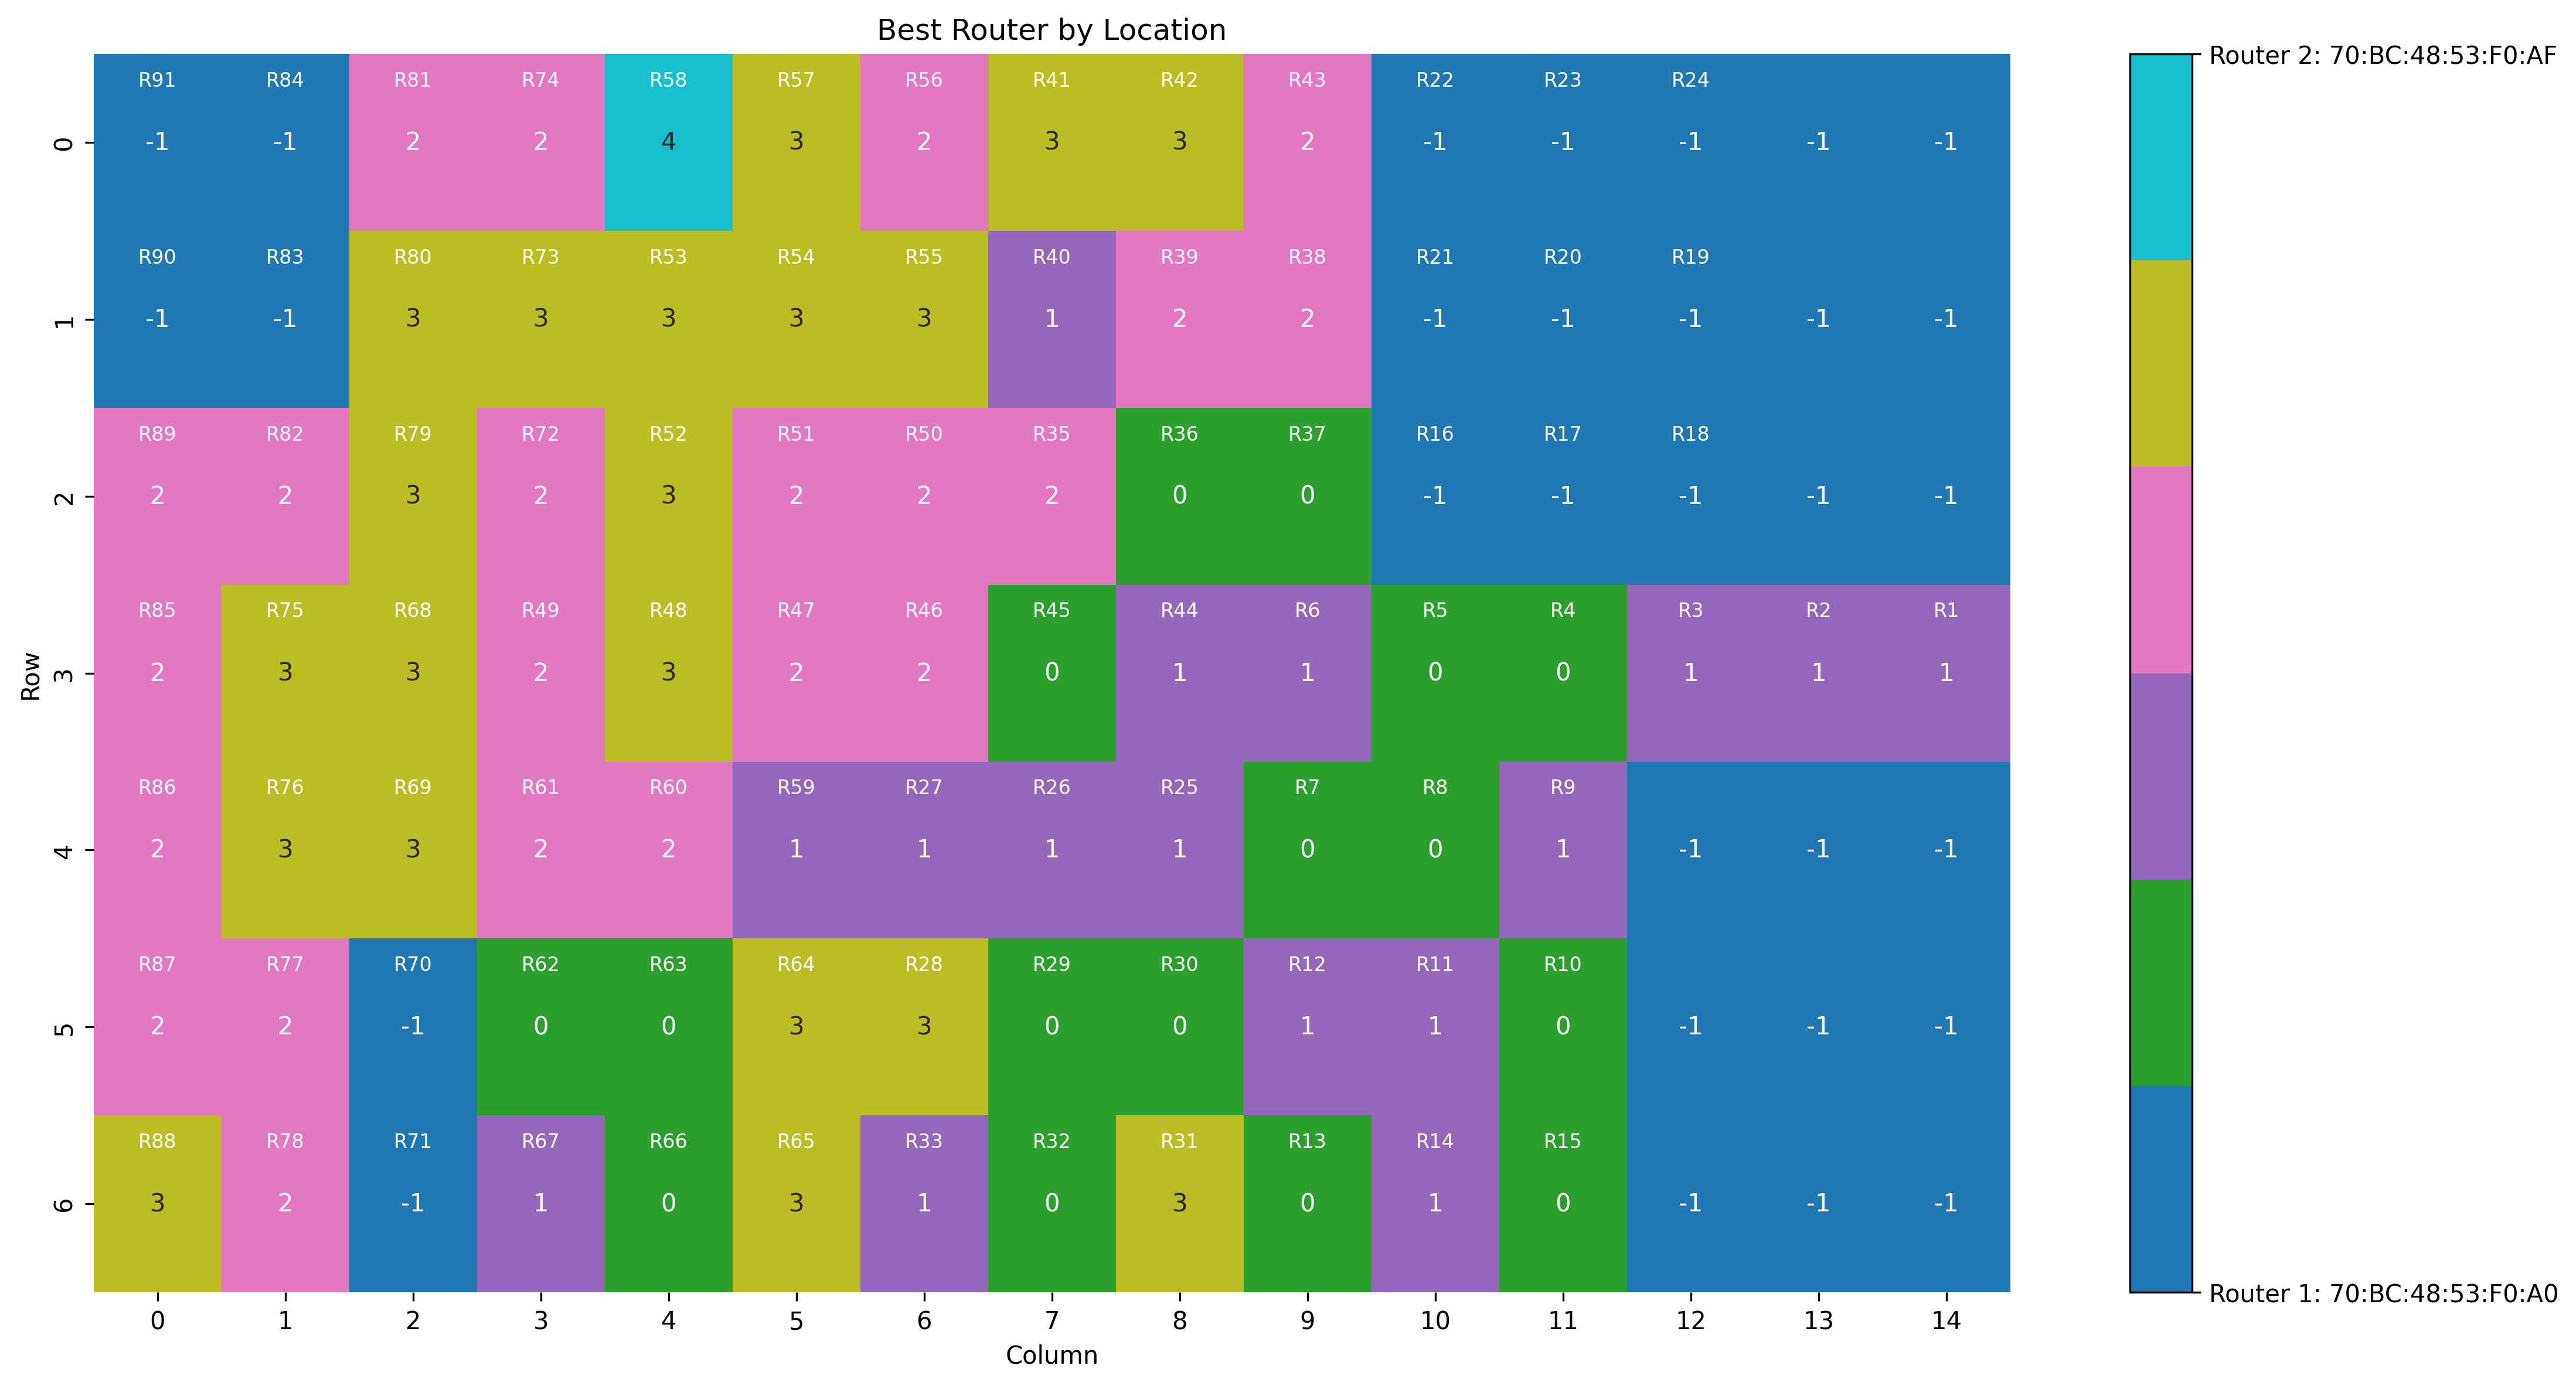 Best Router by Location
R91 R84 R81 R74 R58 R57 R56 R41 R42 R43 R22 R23 R24
0 -1 -1 2 2 4 3 2 3 3 2 -1 -1 -1 -1 -1
R90 R83 R80 R73 R53 R54 R55 R40 R39 R38 R21 R20 R19
1 -1 -1 3 3 3 3 3 1 2 2 -1 -1 -1 -1 -1
R89 R82 R79 R72 R52 R51 R50 R35 R36 R37 R16 R17 R18
2 2 2 3 2 3 2 2 2 0 0 -1 -1 -1 -1 -1
R85 R75 R68 R49 R48 R47 R46 R45 R44 R6 R5 R4 R3 R2 R1
3 2 3 3 2 3 2 2 0 1 1 0 0 1 1 1
R86 R76 R69 R61 R60 R59 R27 R26 R25 R7 R8 R9
4 2 3 3 2 2 1 1 1 1 0 0 1 -1 -1 -1
R87 R77 R70 R62 R63 R64 R28 R29 R30 R12 R11 R10
5 2 2 -1 0 0 3 3 0 0 1 1 0 -1 -1 -1
R88 R78 R71 R67 R66 R65 R33 R32 R31 R13 R14 R15
6 3 2 -1 1 0 3 1 0 3 0 1 0 -1 -1 -1
0 1 2 3 4 5 6 7 8 9 10 11 12 13 14
Column
Row
Router 2: 70:BC:48:53:F0:AF
Router 1: 70:BC:48:53:F0:A0